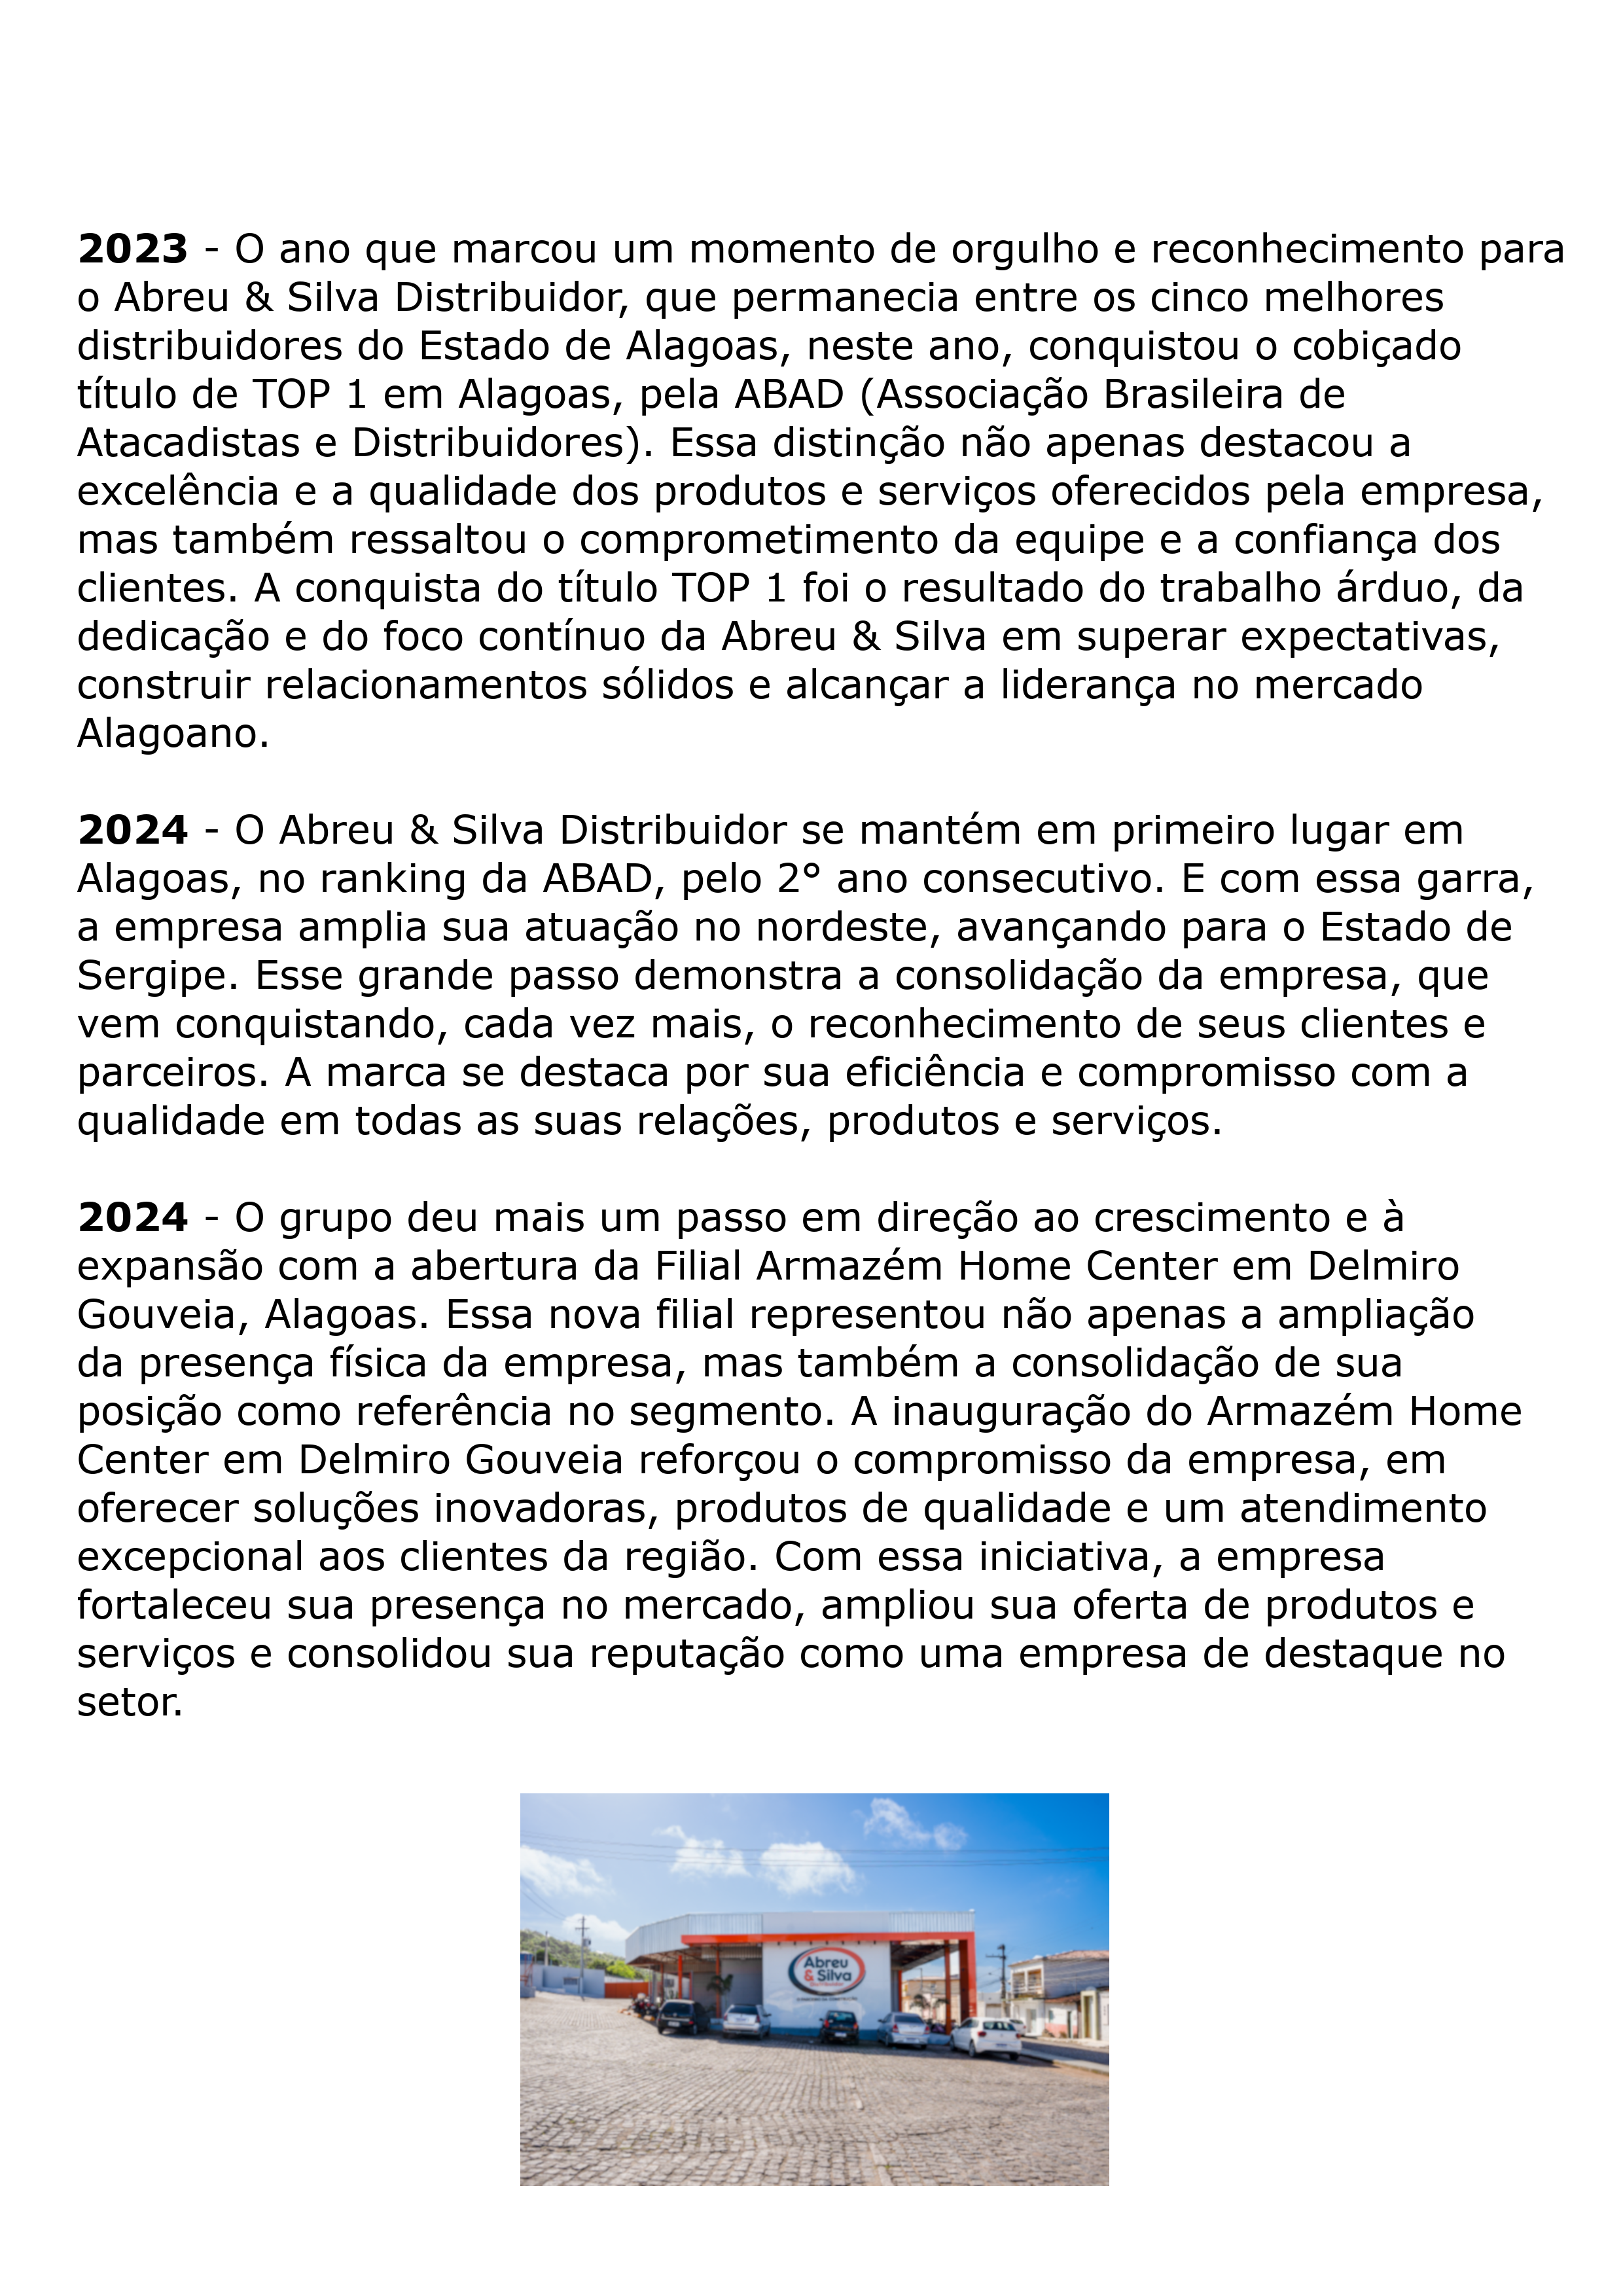 2023 - O ano que marcou um momento de orgulho e reconhecimento para
o Abreu & Silva Distribuidor, que permanecia entre os cinco melhores
distribuidores do Estado de Alagoas, neste ano, conquistou o cobiçado
título de TOP 1 em Alagoas, pela ABAD (Associação Brasileira de
Atacadistas e Distribuidores). Essa distinção não apenas destacou a
excelência e a qualidade dos produtos e serviços oferecidos pela empresa,
mas também ressaltou o comprometimento da equipe e a confiança dos
clientes. A conquista do título TOP 1 foi o resultado do trabalho árduo, da
dedicação e do foco contínuo da Abreu & Silva em superar expectativas,
construir relacionamentos sólidos e alcançar a liderança no mercado
Alagoano.
2024 - O Abreu & Silva Distribuidor se mantém em primeiro lugar em
Alagoas, no ranking da ABAD, pelo 2° ano consecutivo. E com essa garra,
a empresa amplia sua atuação no nordeste, avançando para o Estado de
Sergipe. Esse grande passo demonstra a consolidação da empresa, que
vem conquistando, cada vez mais, o reconhecimento de seus clientes e
parceiros. A marca se destaca por sua eficiência e compromisso com a
qualidade em todas as suas relações, produtos e serviços.
2024 - O grupo deu mais um passo em direção ao crescimento e à
expansão com a abertura da Filial Armazém Home Center em Delmiro
Gouveia, Alagoas. Essa nova filial representou não apenas a ampliação
da presença física da empresa, mas também a consolidação de sua
posição como referência no segmento. A inauguração do Armazém Home
Center em Delmiro Gouveia reforçou o compromisso da empresa, em
oferecer soluções inovadoras, produtos de qualidade e um atendimento
excepcional aos clientes da região. Com essa iniciativa, a empresa
fortaleceu sua presença no mercado, ampliou sua oferta de produtos e
serviços e consolidou sua reputação como uma empresa de destaque no
setor.
Abreu
& Silva